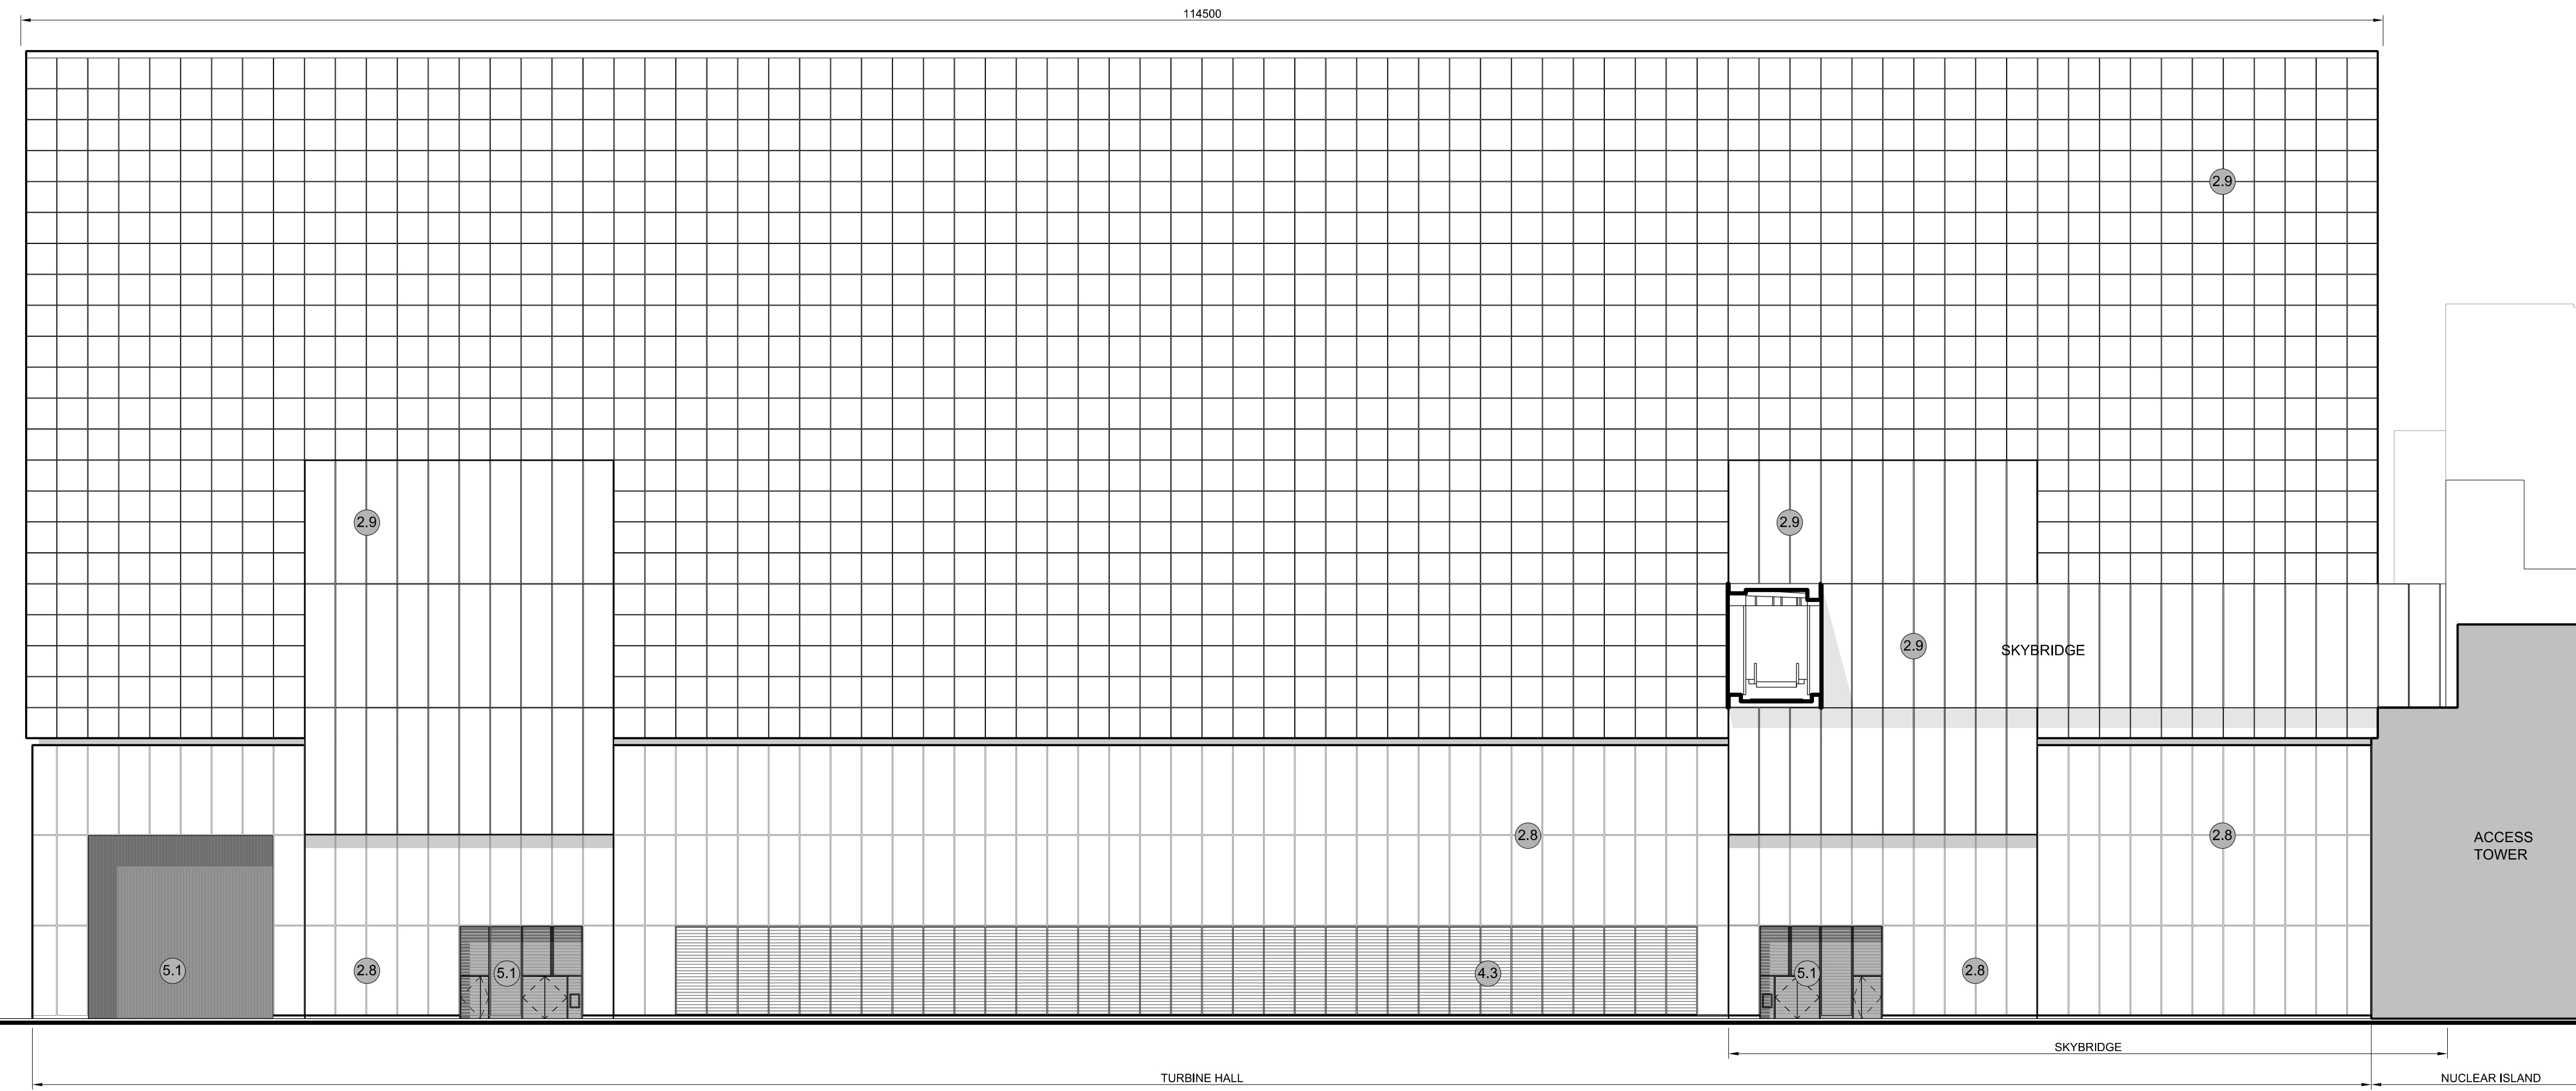 114500
2.9
2.9
2.9
2.9
SKYBRIDGE
2.8
2.8
ACCESS
TOWER
5.1
2.8
5.1
4.3
5.1
2.8
SKYBRIDGE
TURBINE HALL
NUCLEAR ISLAND